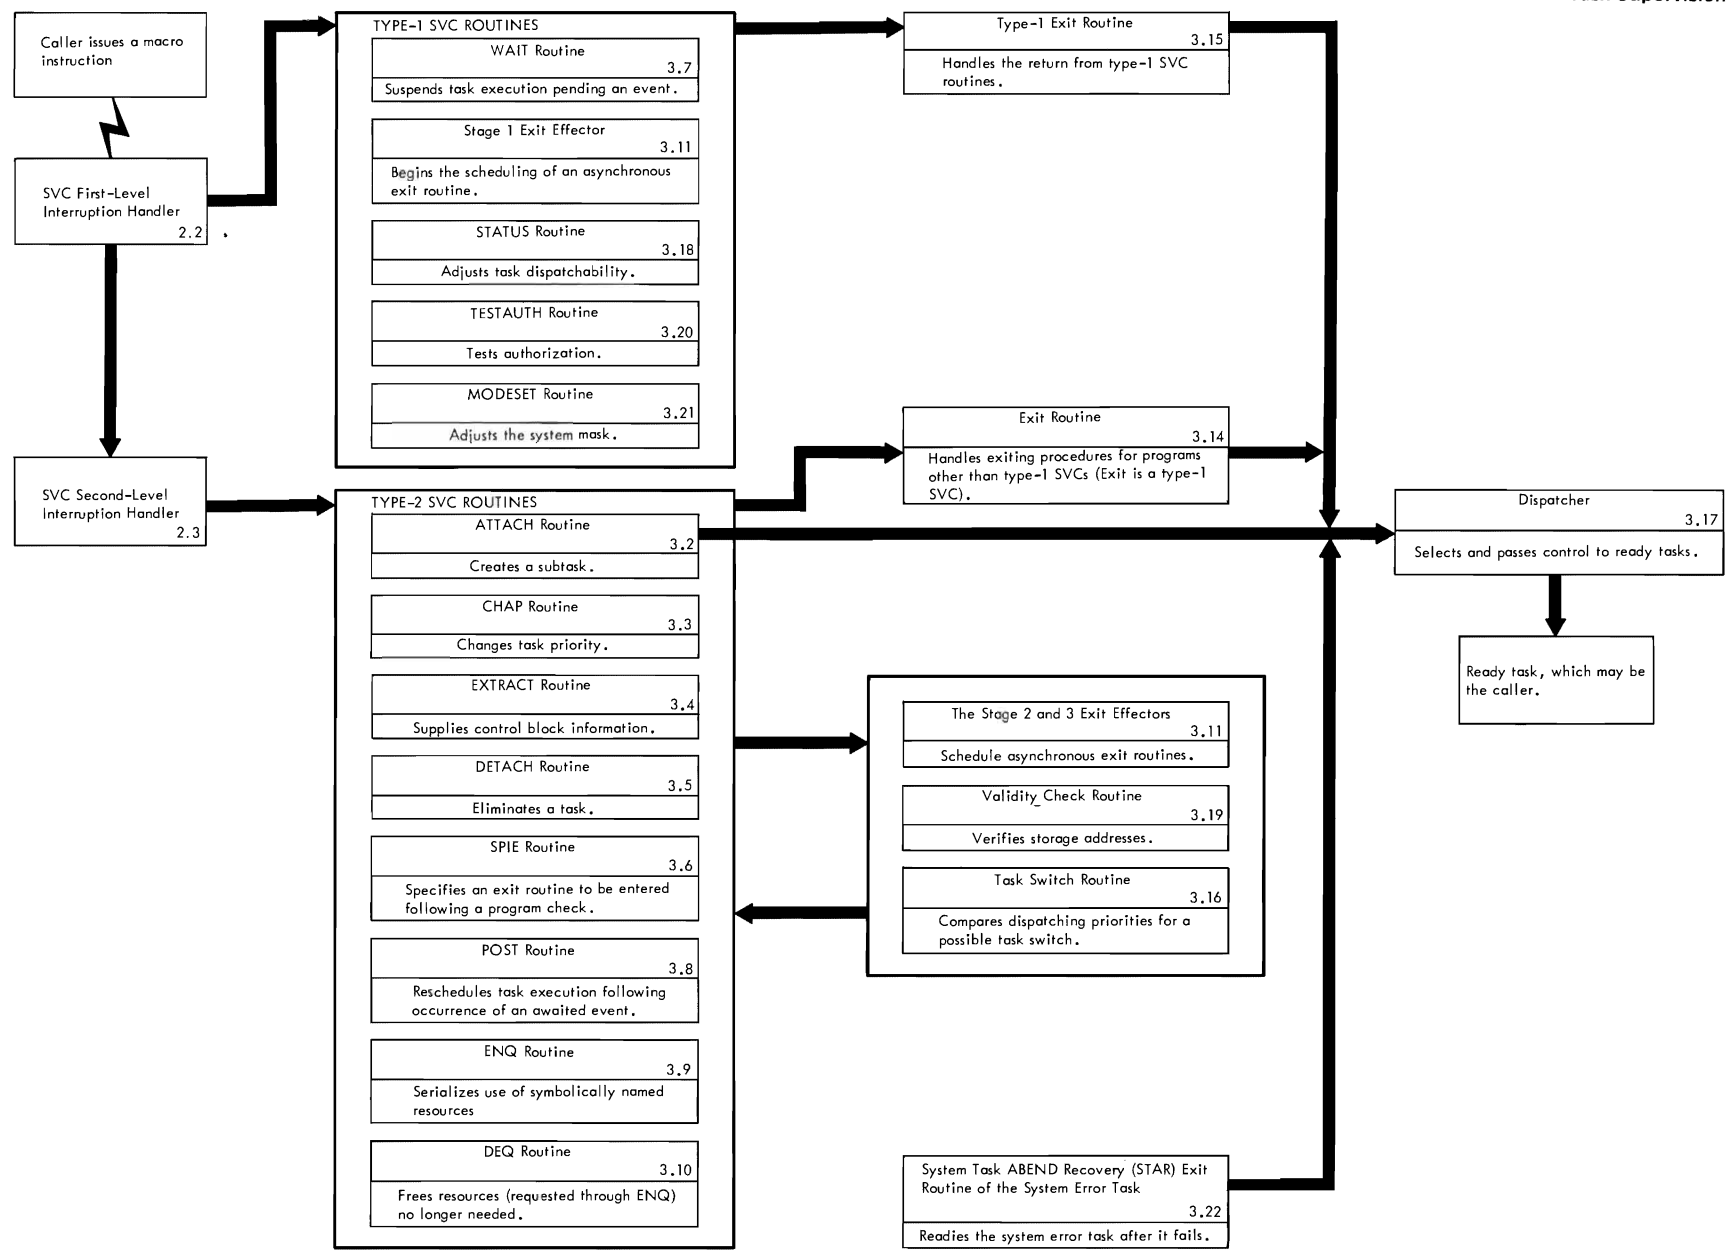 Caller issues a macro
instruction
SVC First-Level
Interruption Handler
2.2
SVC Second-Level
Interruption Handler
2.3
TYPE-1 SVC ROUTINES
WAIT Routine
3.7
Suspends task execution pending an event.
Stage 1 Exit Effector
3.11
Begins the scheduling of an asynchronous
exit routine.
STATUS Routine
3.18
Adjusts task dispatchability.
TESTAUTH Routine
3.20
Tests authorization.
MODESET Routine
3.21
Adjusts the system mask.
TYPE-2 SVC ROUTINES
ATTACH Routine
3.2
Creates a subtask.
CHAP Routine
3.3
Changes task priority.
EXTRACT Routine
3.4
Supplies control block information.
DETACH Routine
3.5
Eliminates a task.
SPIE Routine
3.6
Specifies an exit routine to be entered
following a program check.
POST Routine
3.8
Reschedules task execution following
occurrence of an awaited event.
ENQ Routine
3.9
Serializes use of symbolically named
resources
DEQ Routine
3.10
Frees resources (requested through ENQ)
no longer needed.
Type-1 Exit Routine
3.15
Handles the return from type-1 SVC
routines.
Exit Routine
3.14
Handles exiting procedures for programs
other than type-1 SVCs (Exit is a type-1
SVC).
The Stage 2 and 3 Exit Effectors
3.11
Schedule asynchronous exit routines.
Validity_Check Routine
3.19
Verifies storage addresses.
Task Switch Routine
3.16
Compares dispatching priorities for a
possible task switch.
System Task ABEND Recovery (STAR) Exit
Routine of the System Error Task
3.22
Readies the system error task after it fails.
Dispatcher
3.17
Selects and passes control to ready tasks.
Ready task, which may be
the caller.